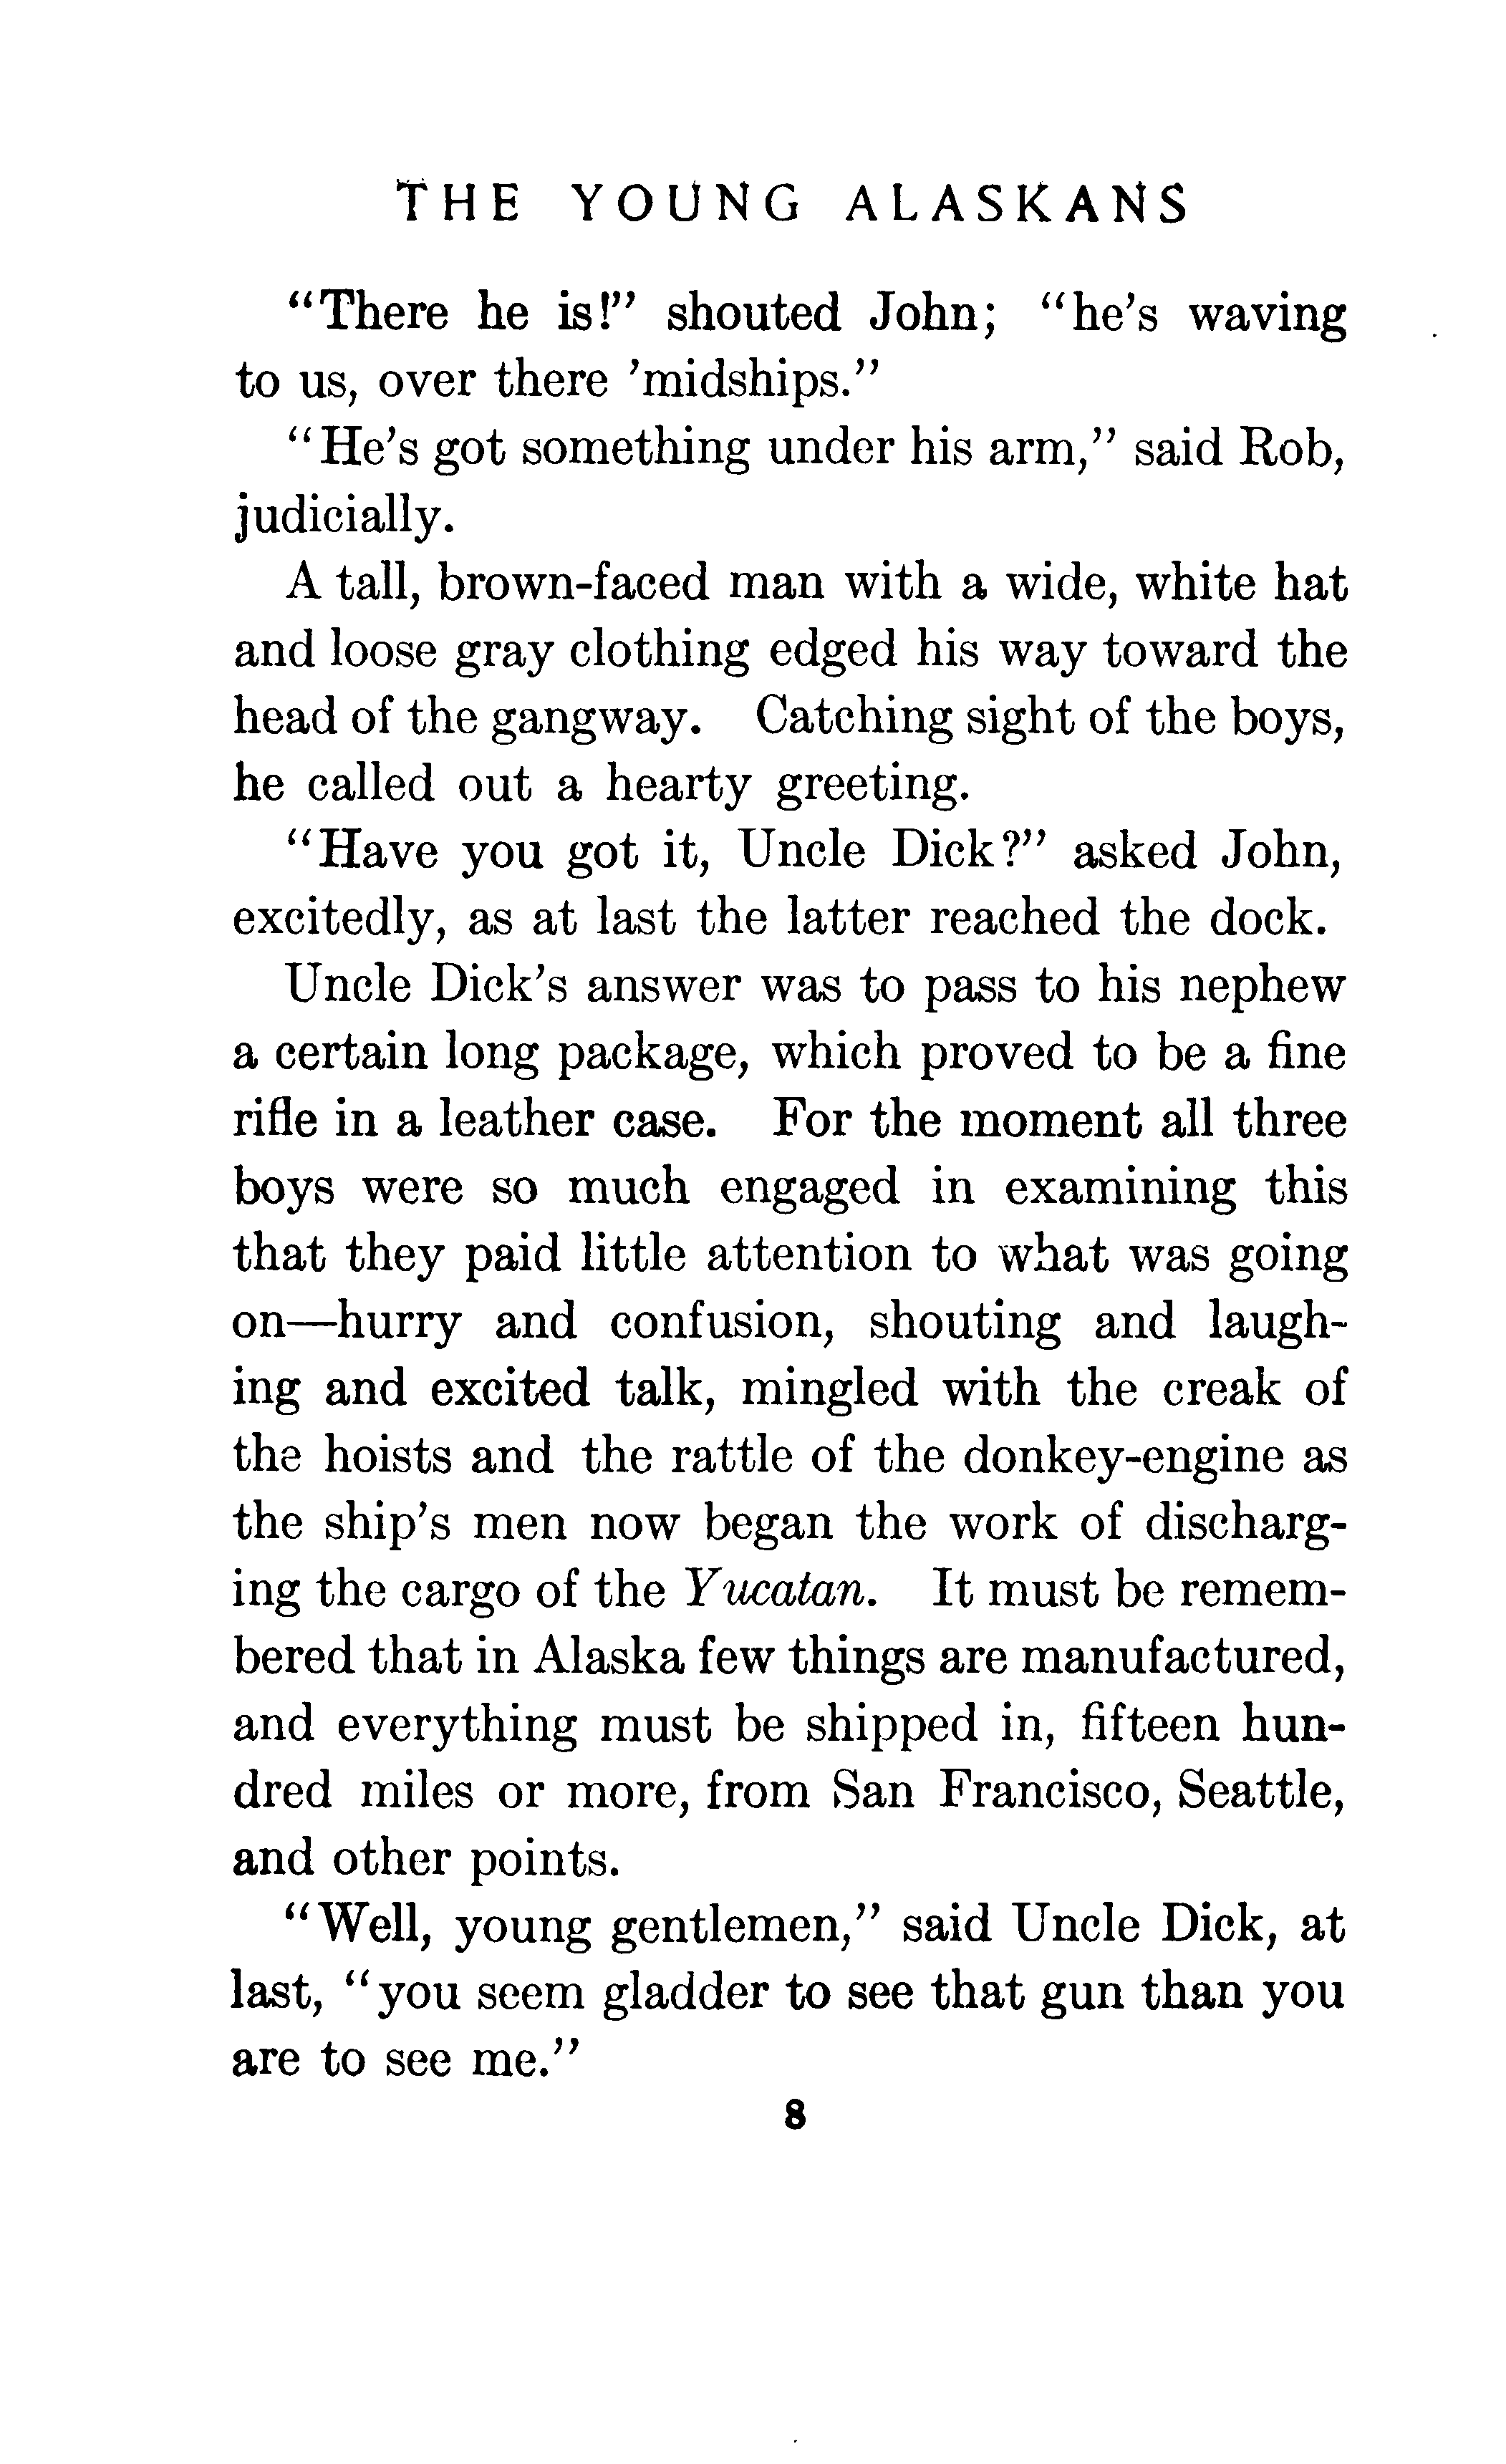 THE YOUNG ALASKANS
"There he is!" shouted John; "he's waving
to us, over there 'midships."
"He's got something under his arm," said Rob,
judicially.
A tall, brown-faced man with a wide, white hat
and loose gray clothing edged his way toward the
head of the gangway. Catching sight of the boys,
he called out a hearty greeting.
"Have you got it, Uncle Dick?" asked John,
excitedly, as at last the latter reached the dock.
Uncle Dick's answer was to pass to his nephew
a certain long package, which proved to be a fine
rifle in a leather case. For the moment all three
boys were so much engaged in examining this
that they paid little attention to what was going
on—hurry and confusion, shouting and laugh-
ing and excited talk, mingled with the creak of
the hoists and the rattle of the donkey-engine as
the ship's men now began the work of discharg-
ing the cargo of the Yucatan. It must be remem-
bered that in Alaska few things are manufactured,
and everything must be shipped in, fifteen hun-
dred miles or more, from San Francisco, Seattle,
and other points.
"Well, young gentlemen," said Uncle Dick, at
last, "you seem gladder to see that gun than you
are to see me."
8